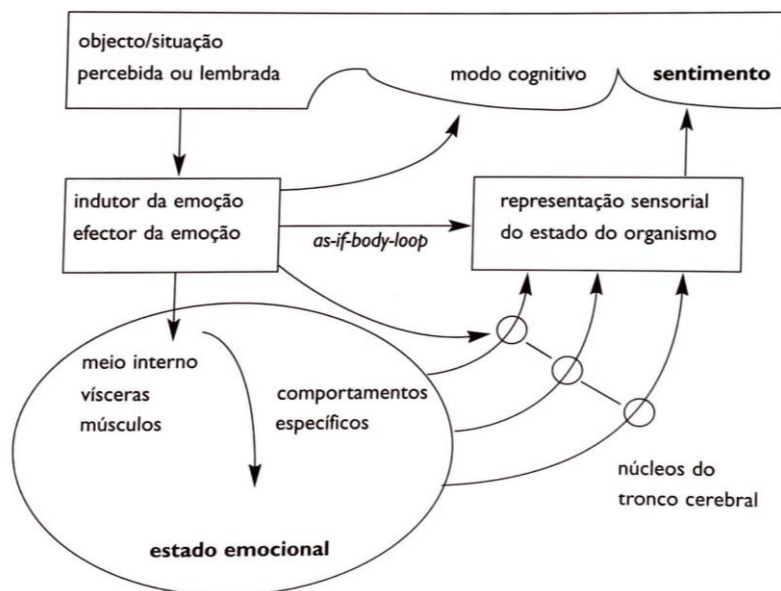 objecto/situação
percebida ou lembrada
modo cognitivo
sentimento
indutor da emoção
efector da emoção
as-if-body-loop
representação sensorial
do estado do organismo
meio interno
vísceras
músculos
comportamentos
específicos
núcleos do
tronco cerebral
estado emocional